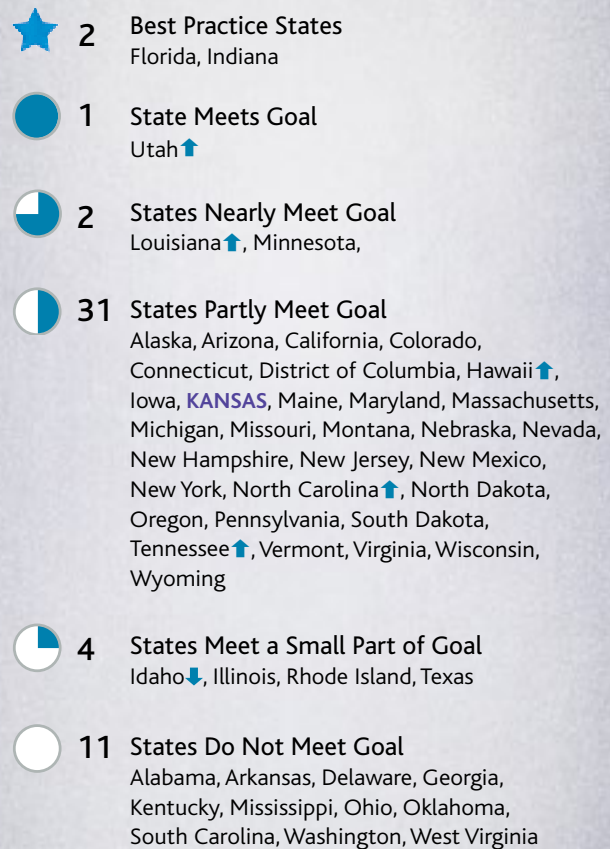 2 Best Practice States
Florida, Indiana
1 State Meets Goal
Utah⬆
2 States Nearly Meet Goal
Louisiana⬆, Minnesota,
31 States Partly Meet Goal
Alaska, Arizona, California, Colorado,
Connecticut, District of Columbia, Hawaii⬆,
Iowa, KANSAS, Maine, Maryland, Massachusetts,
Michigan, Missouri, Montana, Nebraska, Nevada,
New Hampshire, New Jersey, New Mexico,
New York, North Carolina⬆, North Dakota,
Oregon, Pennsylvania, South Dakota,
Tennessee⬆, Vermont, Virginia, Wisconsin,
Wyoming
4 States Meet a Small Part of Goal
Idaho⬇, Illinois, Rhode Island, Texas
11 States Do Not Meet Goal
Alabama, Arkansas, Delaware, Georgia,
Kentucky, Mississippi, Ohio, Oklahoma,
South Carolina, Washington, West Virginia